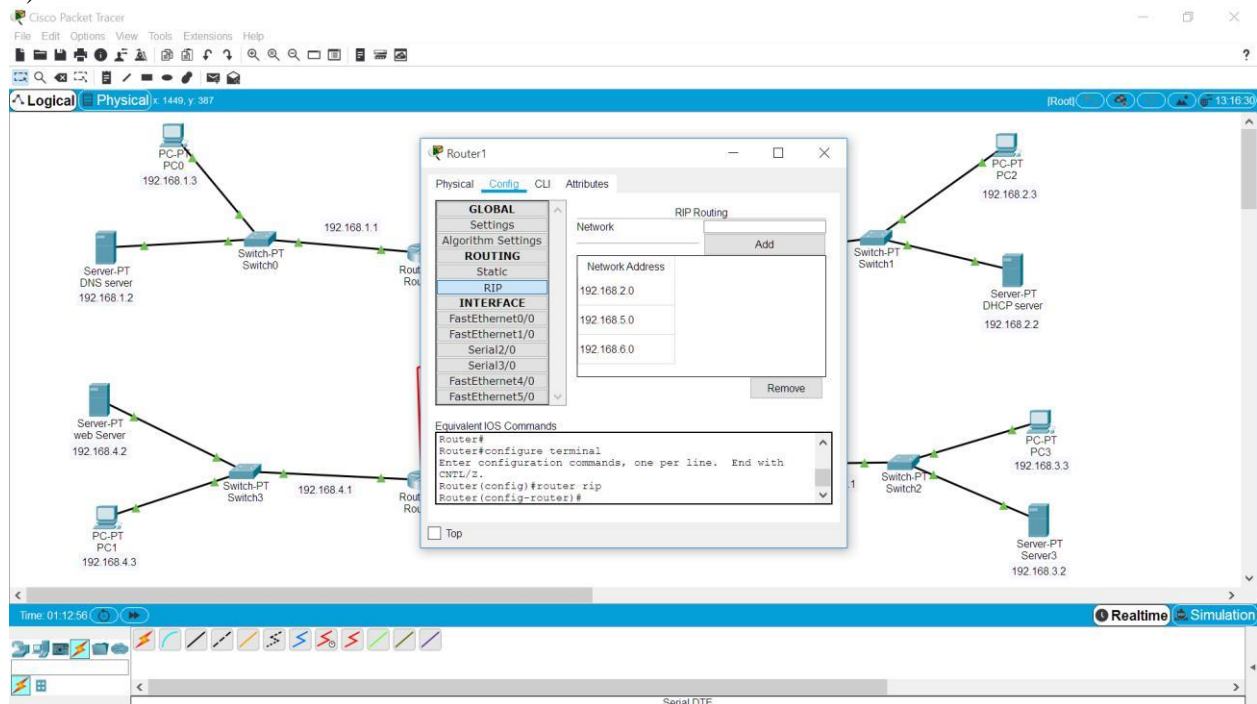 Cisco Packet Tracer
File Edit Options View Tools Extensions Help
?
Logical Physical x: 1449, y: 387 [Root] 13:16:30
PC-PT
PC0
192.168.1.3
192.168.1.1
Server-PT
DNS server
192.168.1.2
Switch-PT
Switch0
Rout
Rou
Server-PT
web Server
192.168.4.2
Switch-PT
Switch3
192.168.4.1
Rout
Rou
PC-PT
PC1
192.168.4.3
Router1
Physical Config CLI Attributes
GLOBAL
Settings
Algorithm Settings
ROUTING
Static
RIP
INTERFACE
FastEthernet0/0
FastEthernet1/0
Serial2/0
Serial3/0
FastEthernet4/0
FastEthernet5/0
RIP Routing
Network
Add
Network Address
192.168.2.0
192.168.5.0
192.168.6.0
Remove
Equivalent IOS Commands
Router#
Router#configure terminal
Enter configuration commands, one per line. End with
CNTL/Z.
Router(config)#router rip
Router(config-router)#
Top
PC-PT
PC2
192.168.2.3
Switch-PT
Switch1
Server-PT
DHCP server
192.168.2.2
PC-PT
PC3
192.168.3.3
.1
Switch-PT
Switch2
Server-PT
Server3
192.168.3.2
Time: 01:12:56
Realtime Simulation
Serial DTE